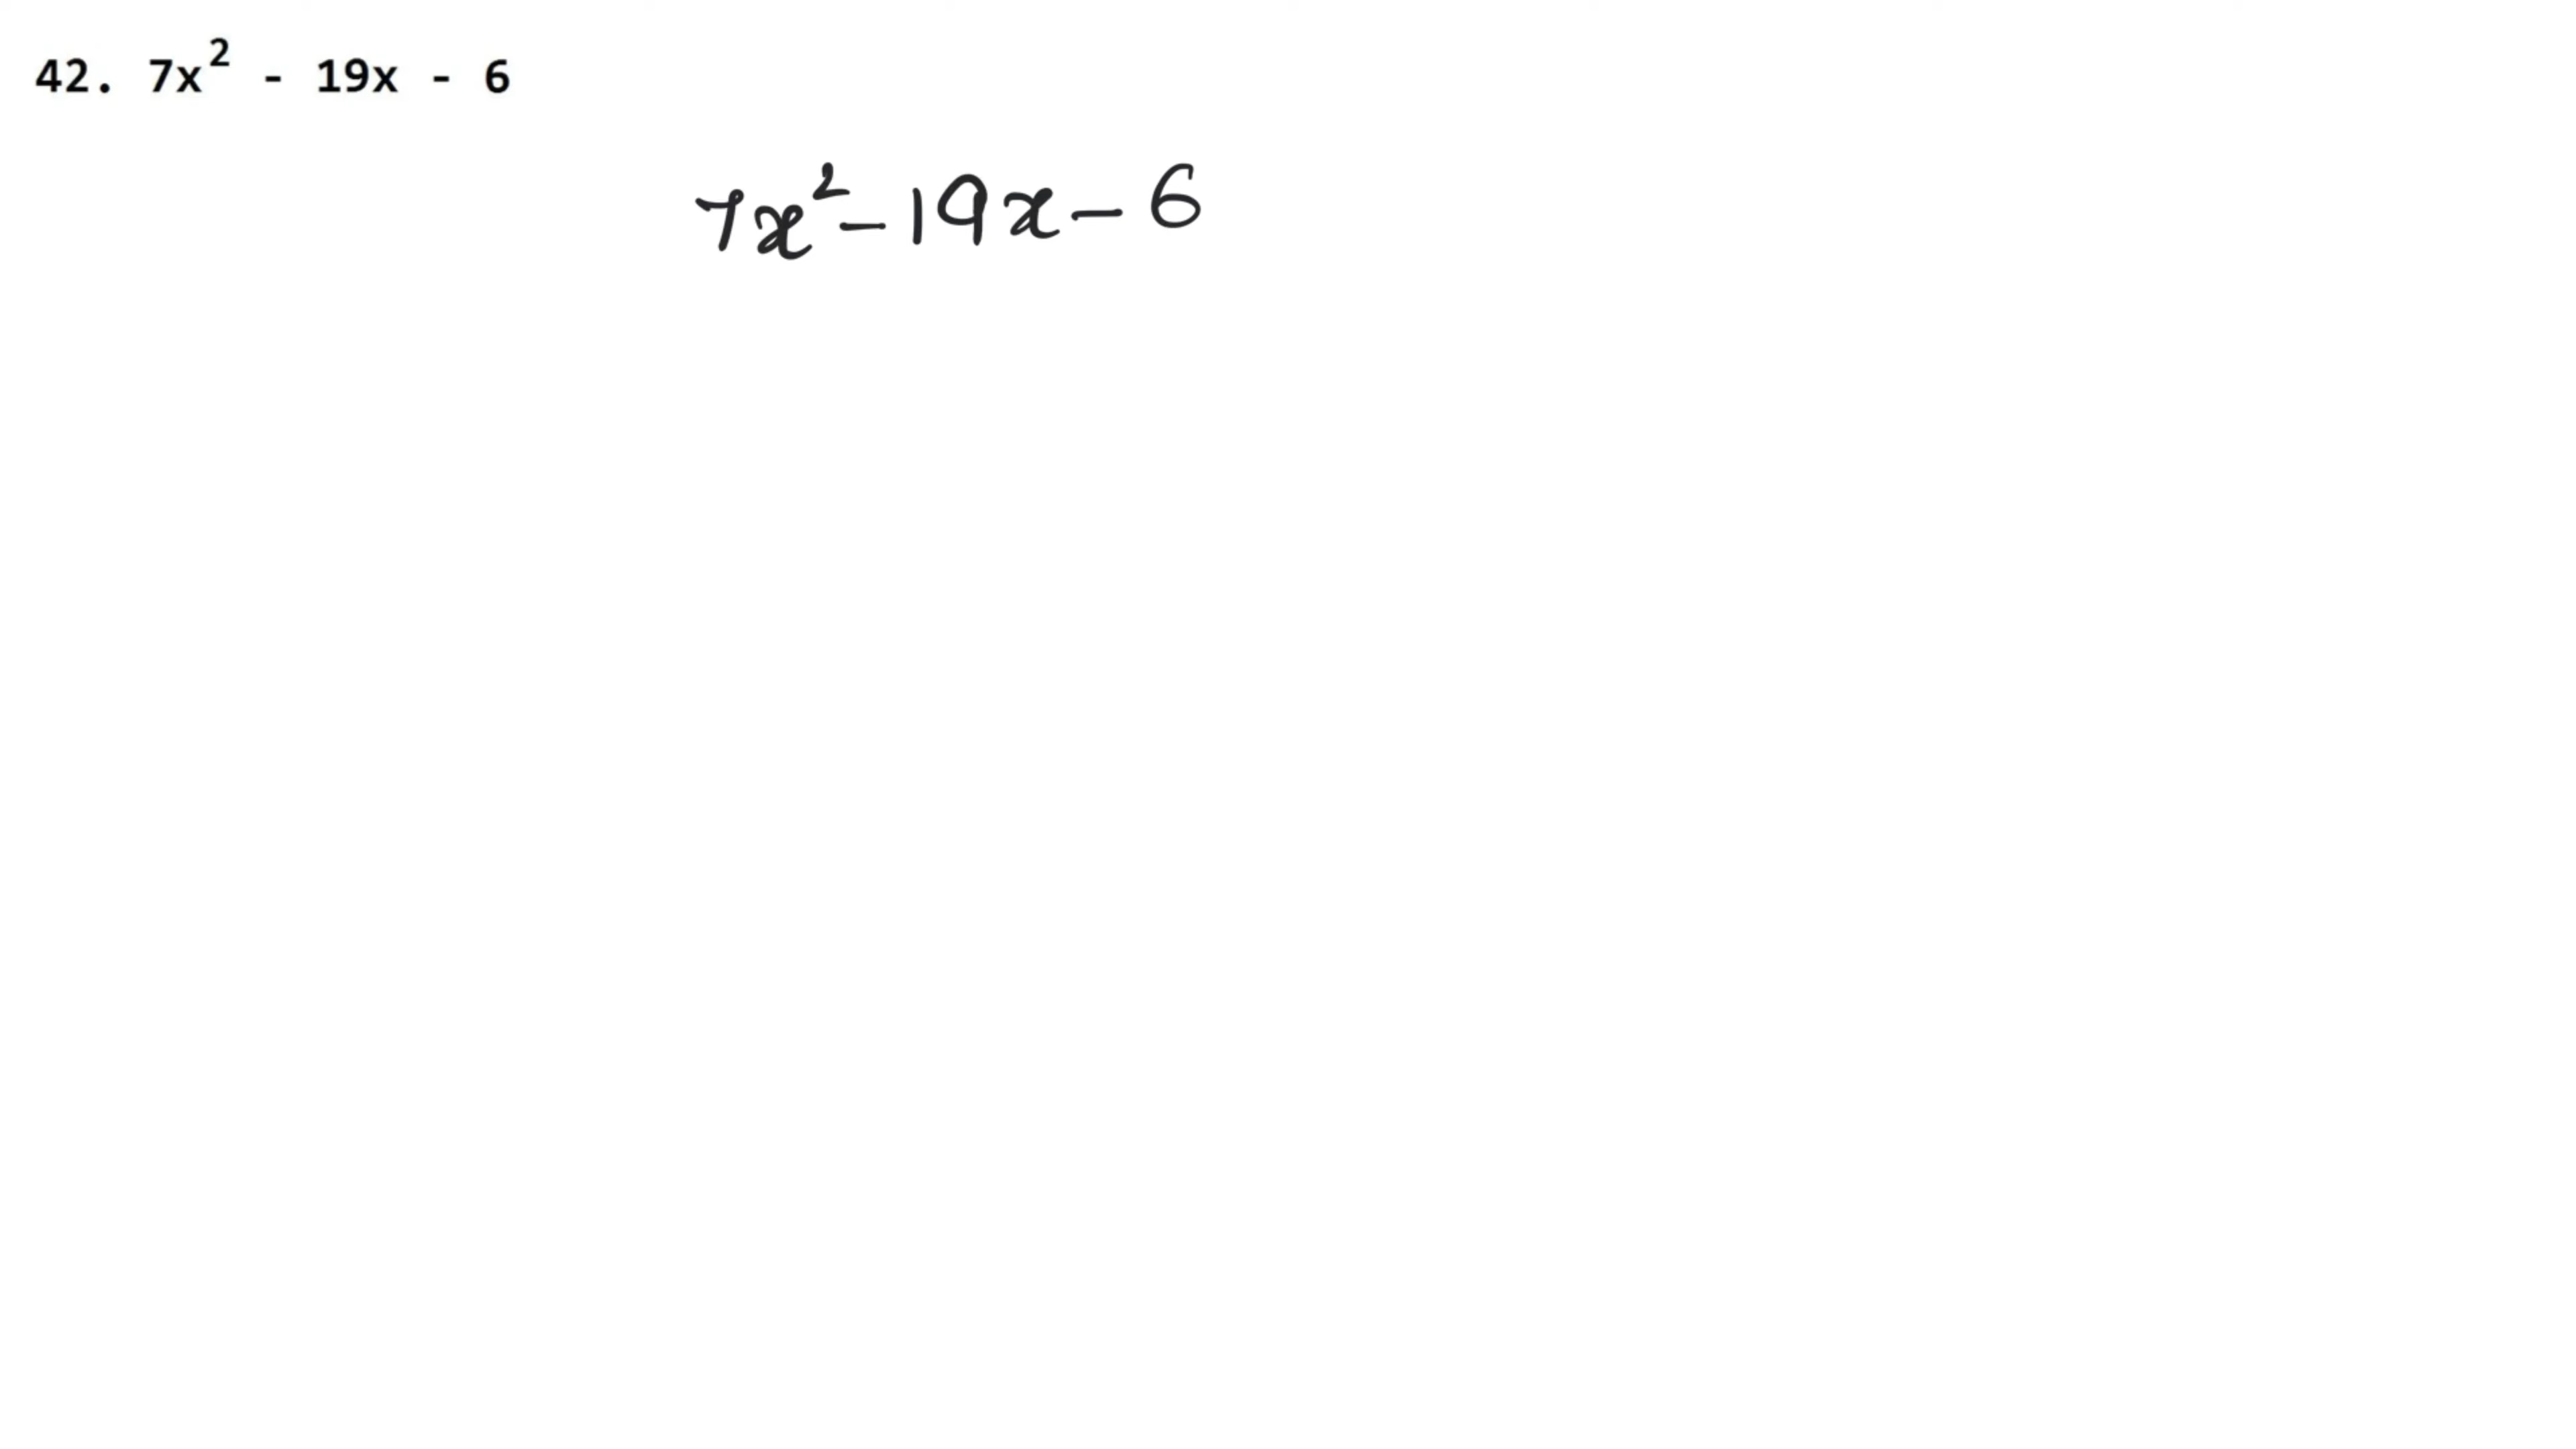 42. 7x² - 19x - 6
7x² - 19x - 6